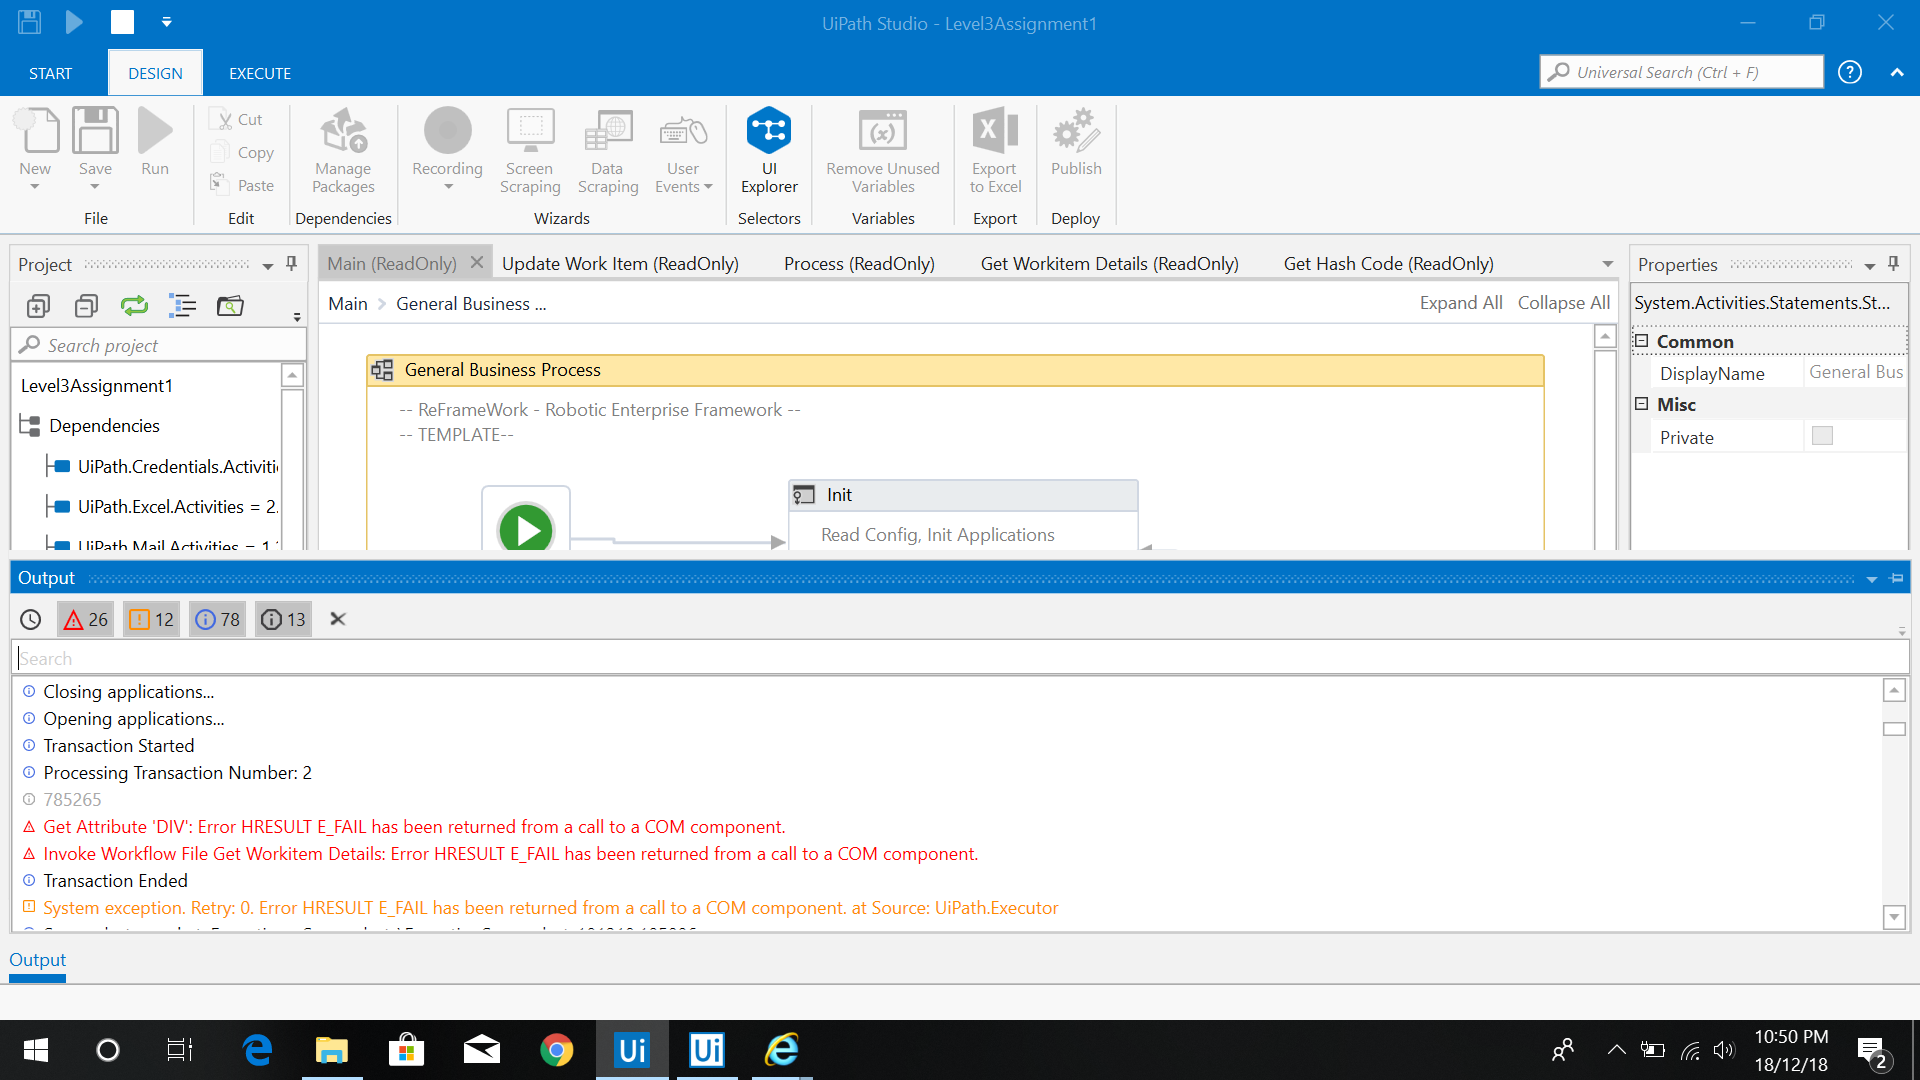 UiPath Studio - Level3Assignment1
START DESIGN EXECUTE
Universal Search (Ctrl + F)
New Save Run
Cut
Copy
Paste
Manage Packages
Recording
Screen Scraping
Data Scraping
User Events
UI Explorer
Remove Unused Variables
Export to Excel
Publish
File Edit Dependencies Wizards Selectors Variables Export Deploy
Project
Search project
Level3Assignment1
Dependencies
UiPath.Credentials.Activiti
UiPath.Excel.Activities = 2.
UiPath.Mail.Activities = 1.
Main (ReadOnly) Update Work Item (ReadOnly) Process (ReadOnly) Get Workitem Details (ReadOnly) Get Hash Code (ReadOnly)
Main > General Business ...
Expand All Collapse All
General Business Process
-- ReFrameWork - Robotic Enterprise Framework --
-- TEMPLATE--
Init
Read Config, Init Applications
Properties
System.Activities.Statements.St...
Common
DisplayName General Bus
Misc
Private
Output
26 12 78 13
Search
Closing applications...
Opening applications...
Transaction Started
Processing Transaction Number: 2
785265
Get Attribute 'DIV': Error HRESULT E_FAIL has been returned from a call to a COM component.
Invoke Workflow File Get Workitem Details: Error HRESULT E_FAIL has been returned from a call to a COM component.
Transaction Ended
System exception. Retry: 0. Error HRESULT E_FAIL has been returned from a call to a COM component. at Source: UiPath.Executor
Output
Ui Ui
10:50 PM
18/12/18
2